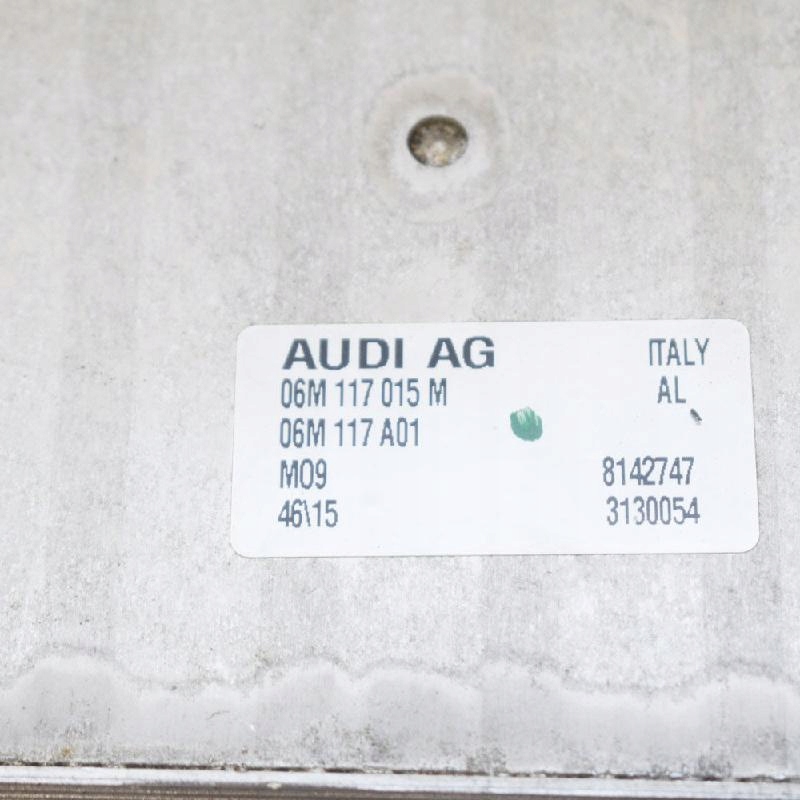 AUDI AG ITALY
06M 117 015 M AL
06M 117 A01
M09 8142747
46\15 3130054